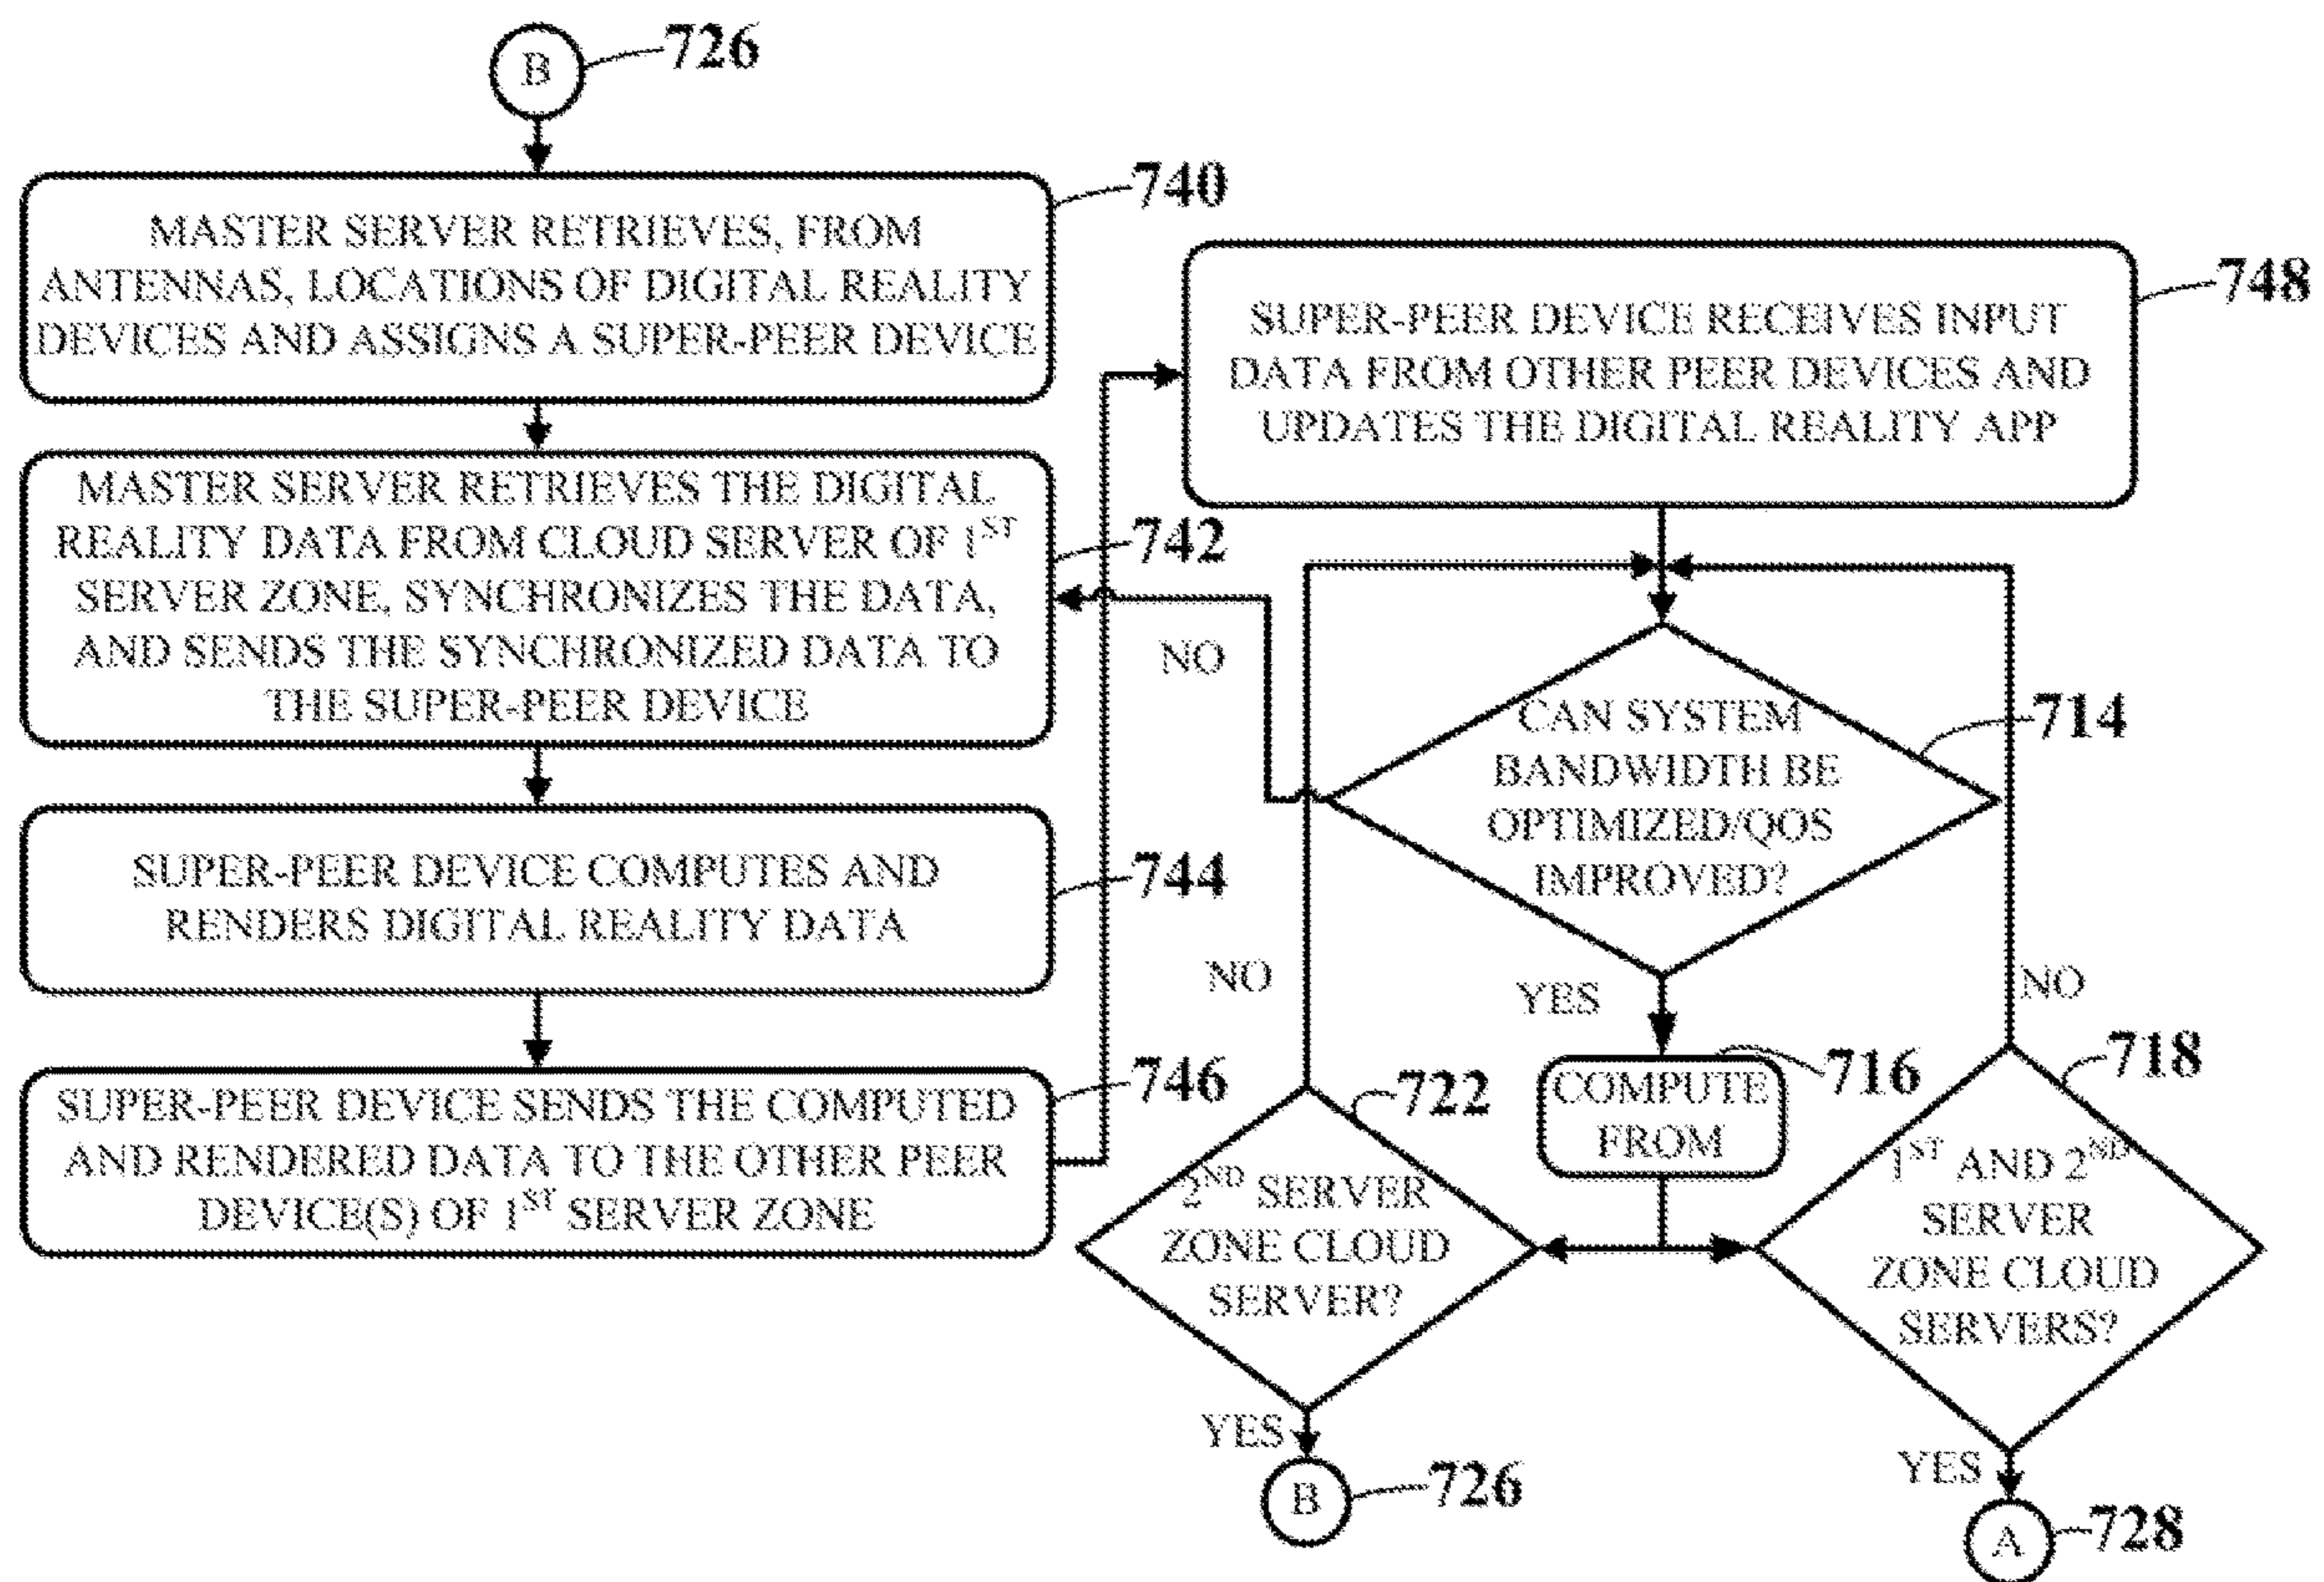 B
726
MASTER SERVER RETRIEVES, FROM
ANTENNAS, LOCATIONS OF DIGITAL REALITY
DEVICES AND ASSIGNS A SUPER-PEER DEVICE
740
MASTER SERVER RETRIEVES THE DIGITAL
REALITY DATA FROM CLOUD SERVER OF 1ST
SERVER ZONE, SYNCHRONIZES THE DATA,
AND SENDS THE SYNCHRONIZED DATA TO
THE SUPER-PEER DEVICE
742
SUPER-PEER DEVICE COMPUTES AND
RENDERS DIGITAL REALITY DATA
744
SUPER-PEER DEVICE SENDS THE COMPUTED
AND RENDERED DATA TO THE OTHER PEER
DEVICE(S) OF 1ST SERVER ZONE
746
SUPER-PEER DEVICE RECEIVES INPUT
DATA FROM OTHER PEER DEVICES AND
UPDATES THE DIGITAL REALITY APP
748
NO
CAN SYSTEM
BANDWIDTH BE
OPTIMIZED/QOS
IMPROVED?
714
YES
COMPUTE
FROM
716
NO
2ND SERVER
ZONE CLOUD
SERVER?
722
YES
B
726
NO
1ST AND 2ND
SERVER
ZONE CLOUD
SERVERS?
718
YES
A
728